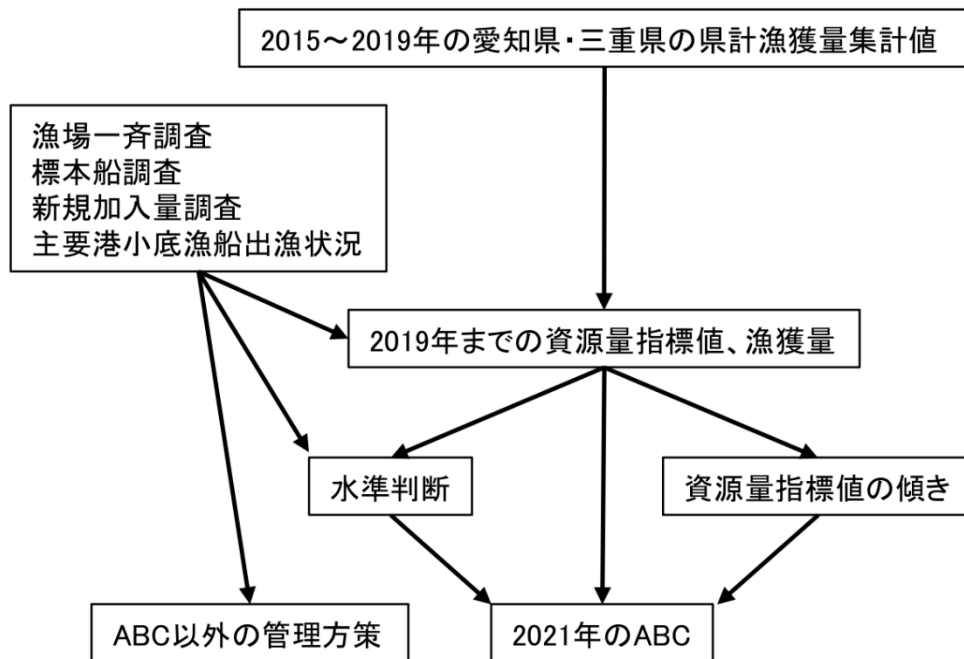 2015～2019年の愛知県・三重県の県計漁獲量集計値
漁場一斉調査
標本船調査
新規加入量調査
主要港小底漁船出漁状況
2019年までの資源量指標値、漁獲量
水準判断
資源量指標値の傾き
ABC以外の管理方策
2021年のABC